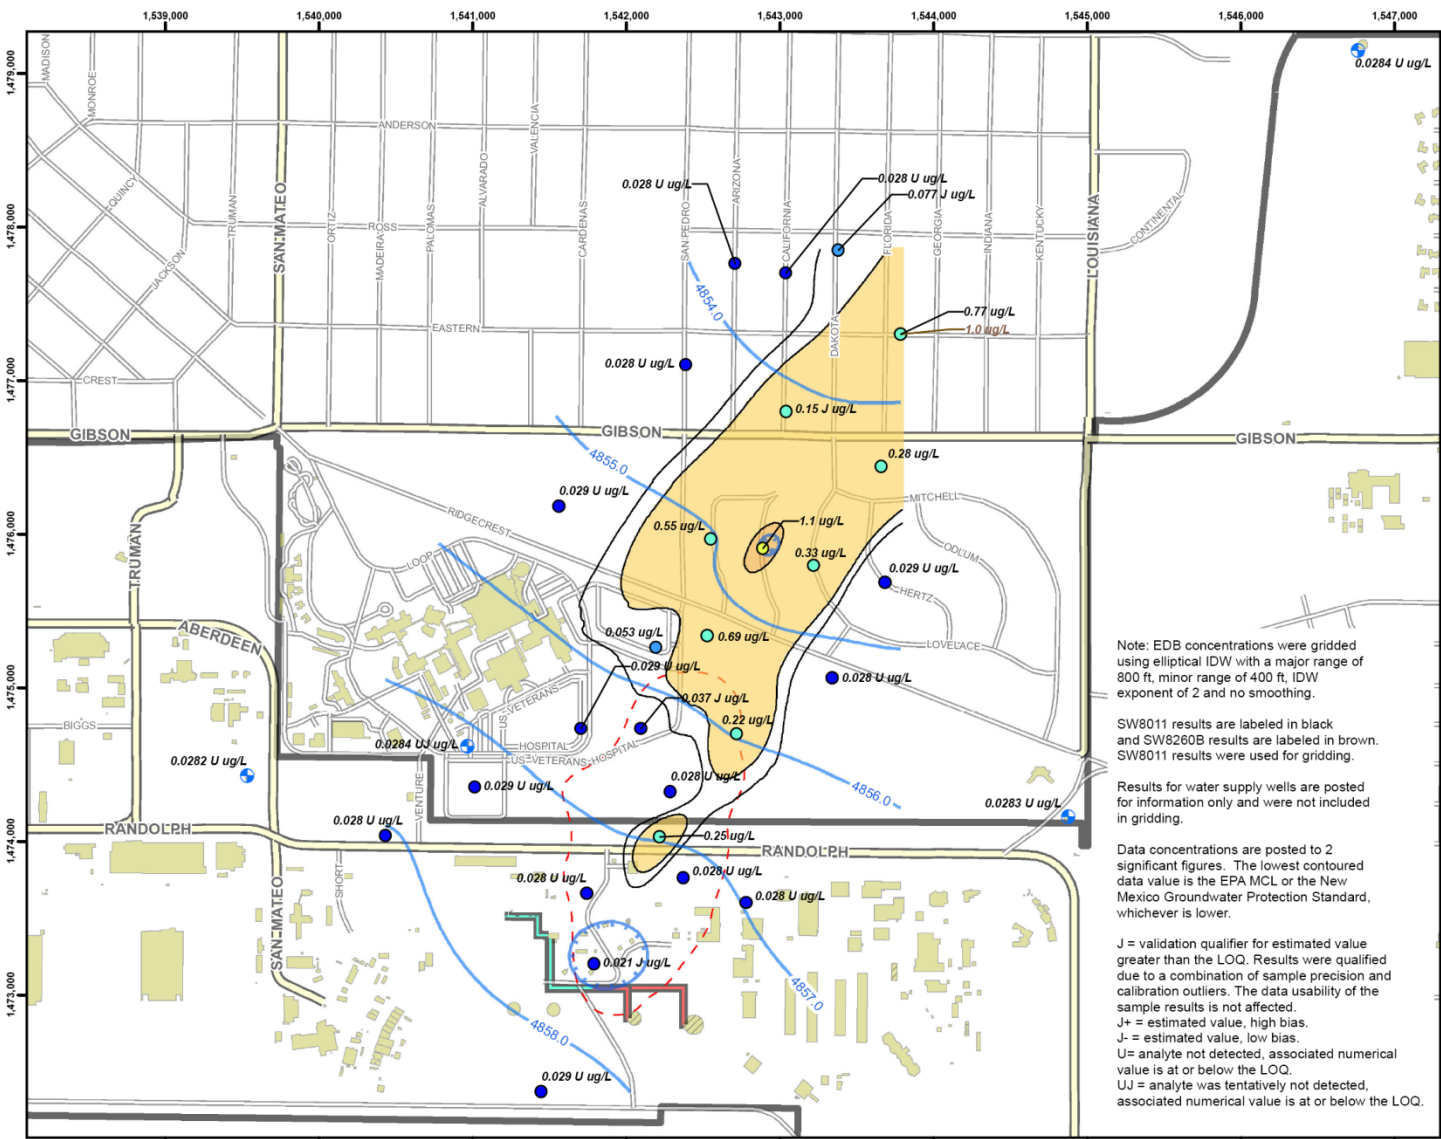 1,539,000
1,540,000
1,541,000
1,542,000
1,543,000
1,544,000
1,545,000
1,546,000
1,547,000
1,479,000
1,478,000
1,477,000
1,476,000
1,475,000
1,474,000
1,473,000
MADISON
MONROE
QUINCY
JACKSON
TRUMAN
SAN MATEO
ORTIZ
MADEIRA
PALOMAS
ALVARADO
VALENCIA
CARDENAS
SAN PEDRO
ARIZONA
CALIFORNIA
DAKOTA
FLORIDA
GEORGIA
INDIANA
KENTUCKY
LOUISIANA
CONTINENTAL
ANDERSON
ROSS
EASTERN
CREST
GIBSON
GIBSON
GIBSON
0.0284 U ug/L
0.028 U ug/L
0.028 U ug/L
0.077 J ug/L
4854.0
0.77 ug/L
1.0 ug/L
0.028 U ug/L
0.15 J ug/L
4855.0
0.28 ug/L
0.029 U ug/L
MITCHELL
RIDGECREST
0.55 ug/L
1.1 ug/L
0.33 ug/L
ODLUM
LOOP
TRUMAN
0.029 U ug/L
HERTZ
ABERDEEN
0.053 ug/L
0.69 ug/L
LOVELACE
0.029 U ug/L
0.028 U ug/L
US VETERANS
0.037 J ug/L
BIGGS
0.22 ug/L
0.0284 UJ ug/L
HOSPITAL
US VETERANS HOSPITAL
0.0282 U ug/L
0.029 U ug/L
VENTURE
0.028 U ug/L
4856.0
0.0283 U ug/L
RANDOLPH
0.028 U ug/L
0.25 ug/L
RANDOLPH
SHORT
SAN MATEO
0.028 U ug/L
0.028 U ug/L
0.028 U ug/L
0.021 J ug/L
4857.0
4858.0
0.029 U ug/L
Note: EDB concentrations were gridded
using elliptical IDW with a major range of
800 ft, minor range of 400 ft, IDW
exponent of 2 and no smoothing.
SW8011 results are labeled in black
and SW8260B results are labeled in brown.
SW8011 results were used for gridding.
Results for water supply wells are posted
for information only and were not included
in gridding.
Data concentrations are posted to 2
significant figures.  The lowest contoured
data value is the EPA MCL or the New
Mexico Groundwater Protection Standard,
whichever is lower.
J = validation qualifier for estimated value
greater than the LOQ. Results were qualified
due to a combination of sample precision and
calibration outliers. The data usability of the
sample results is not affected.
J+ = estimated value, high bias.
J- = estimated value, low bias.
U= analyte not detected, associated numerical
value is at or below the LOQ.
UJ = analyte was tentatively not detected,
associated numerical value is at or below the LOQ.